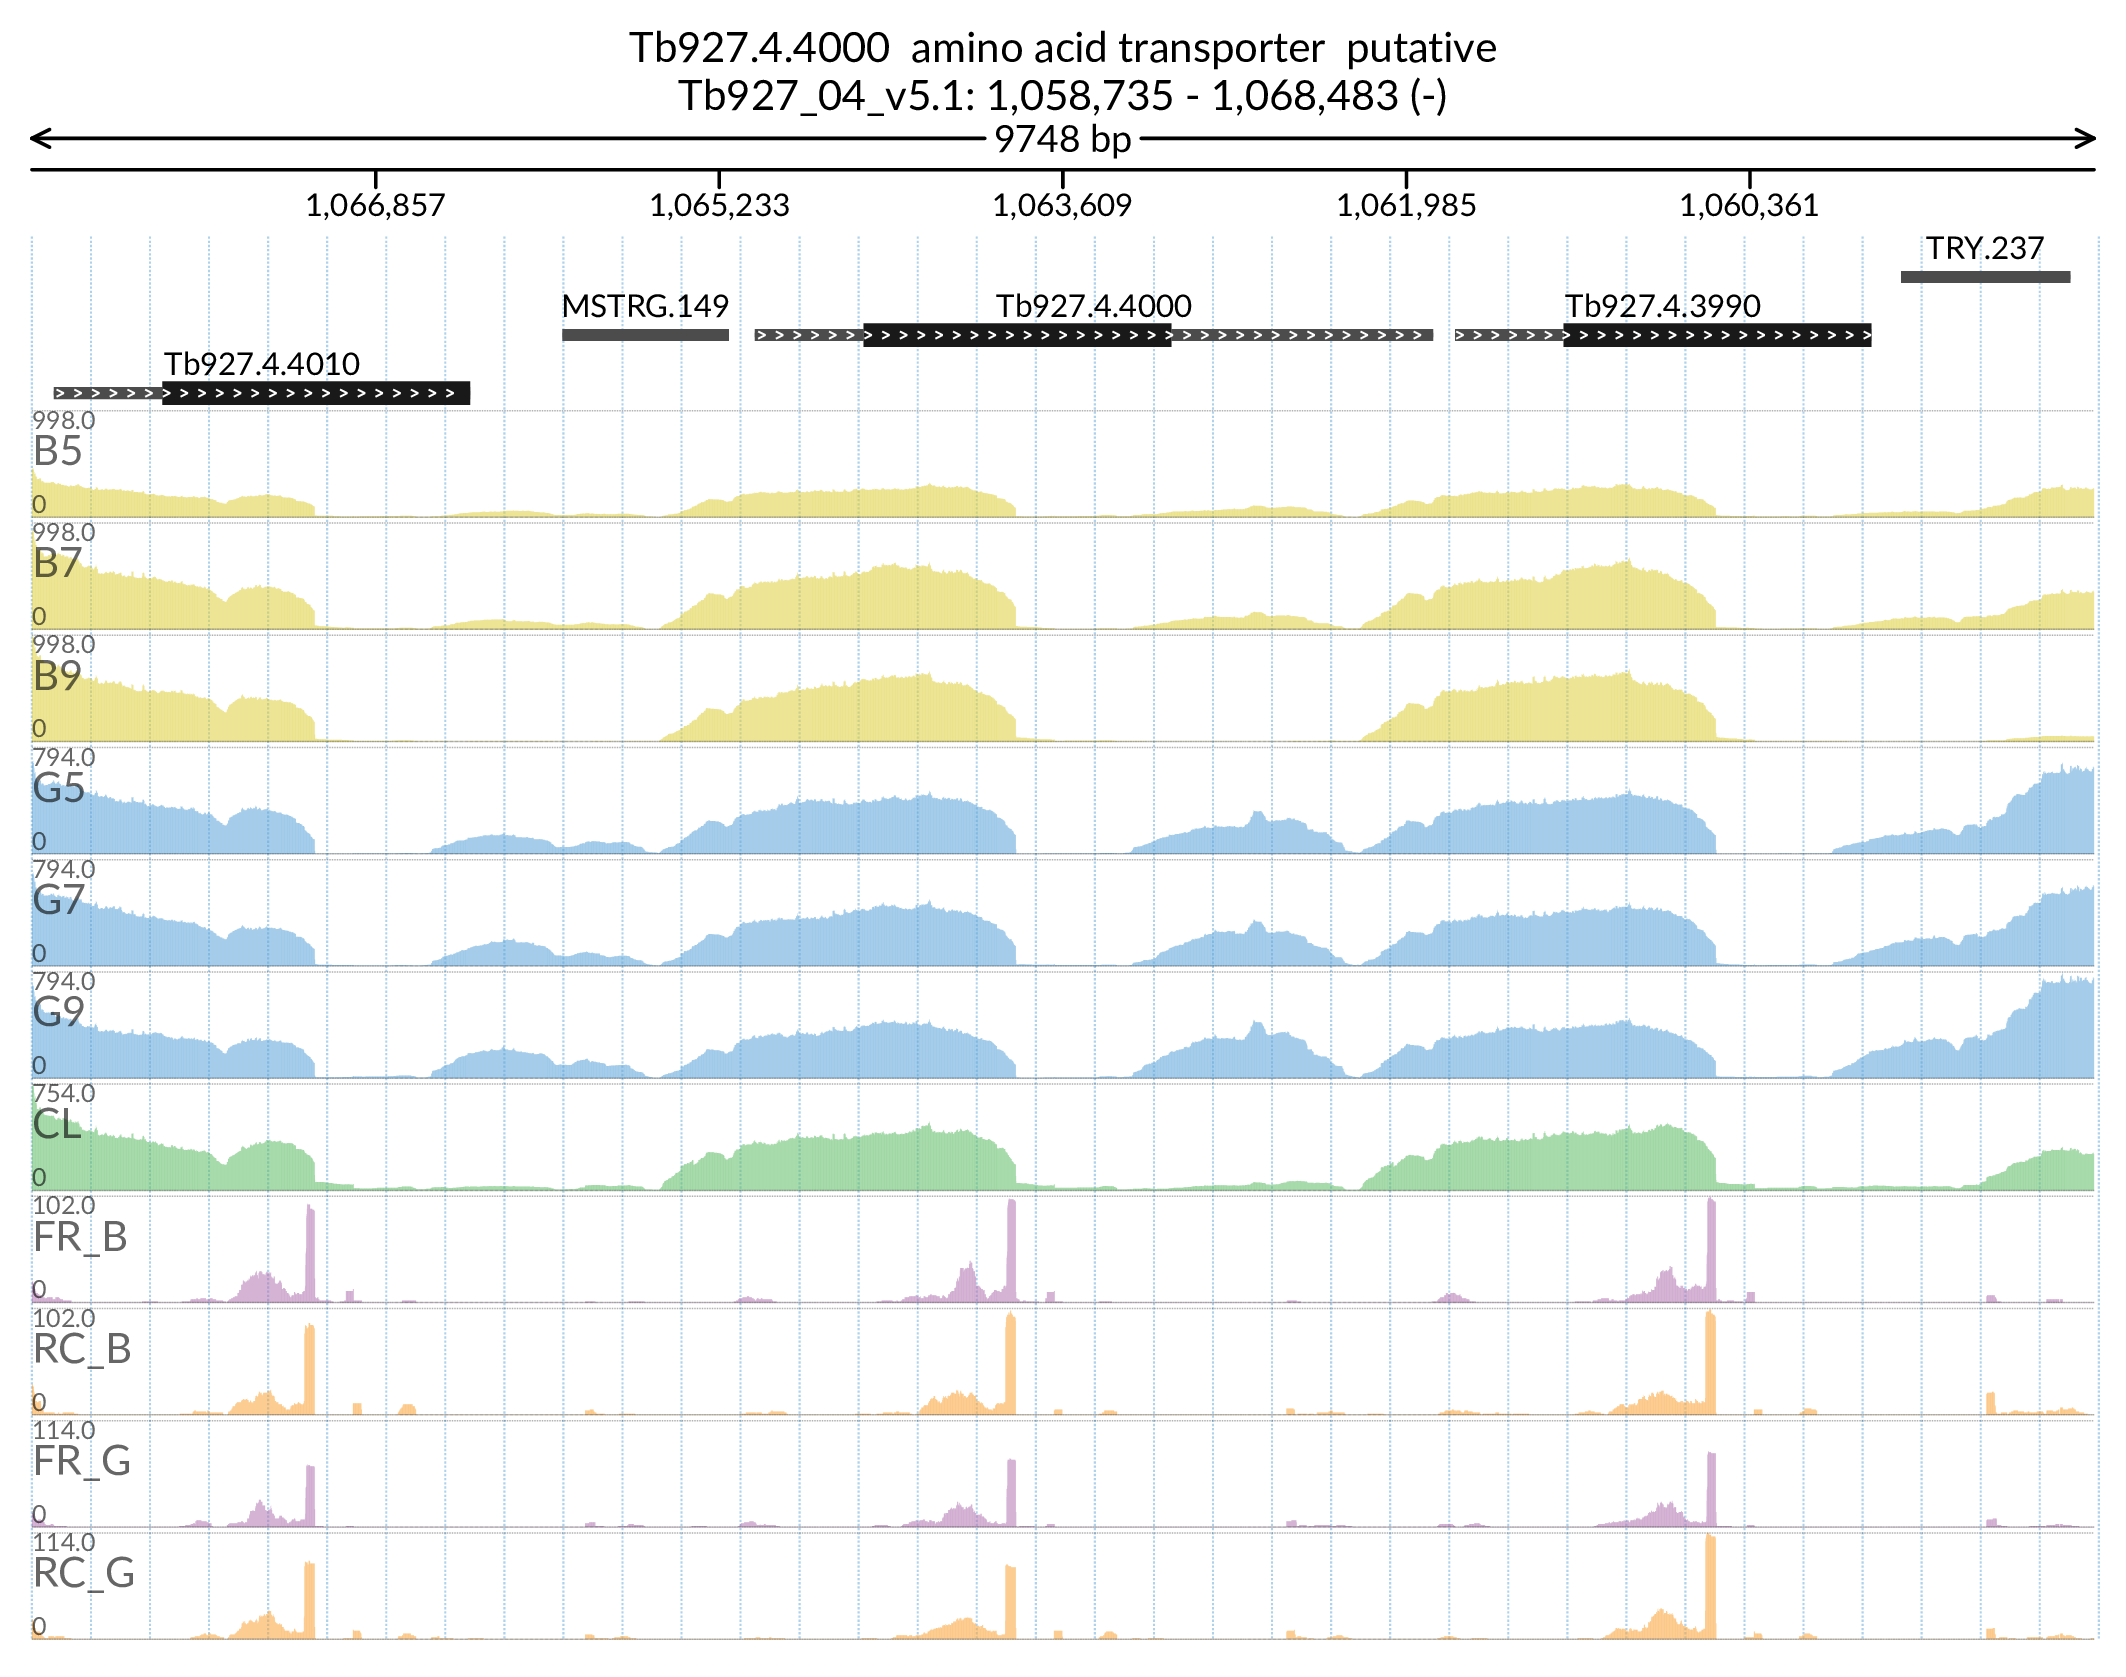 Tb927.4.4000 amino acid transporter putative
Tb927_04_v5.1: 1,058,735 - 1,068,483 (-)
9748 bp
1,066,857 1,065,233 1,063,609 1,061,985 1,060,361
TRY.237
MSTRG.149 Tb927.4.4000 Tb927.4.3990
Tb927.4.4010
998.0
B5
0
998.0
B7
0
998.0
B9
0
794.0
G5
0
794.0
G7
0
794.0
G9
0
754.0
CL
0
102.0
FR_B
0
102.0
RC_B
0
114.0
FR_G
0
114.0
RC_G
0